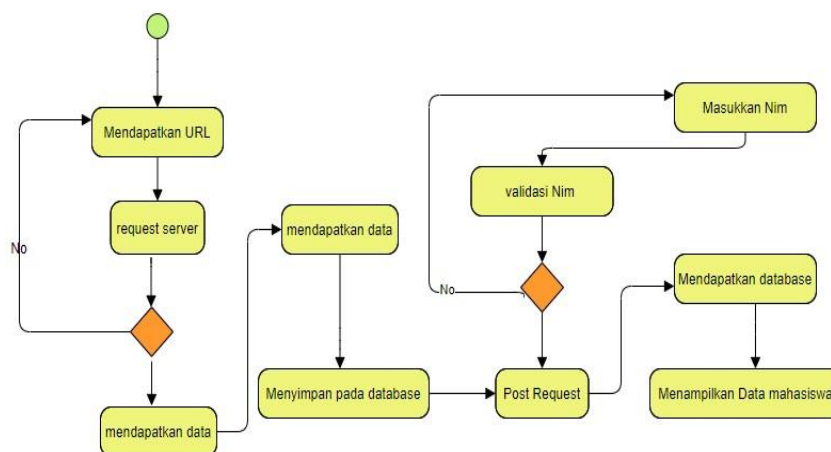 Mendapatkan URL
request server
No
mendapatkan data
mendapatkan data
Menyimpan pada database
Masukkan Nim
validasi Nim
No
Post Request
Mendapatkan database
Menampilkan Data mahasiswa